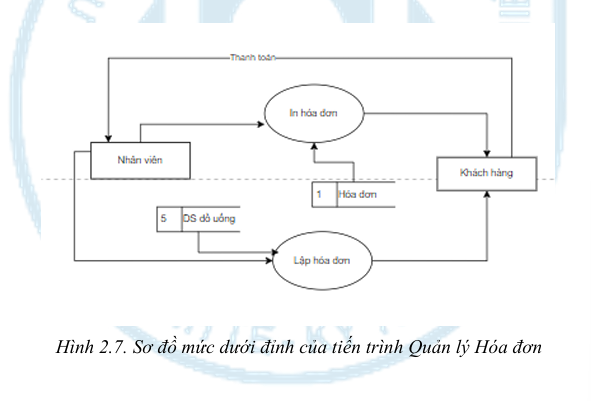 Thanh toán
In hóa đơn
Nhân viên
Khách hàng
1 Hóa đơn
5 DS đồ uống
Lập hóa đơn
Hình 2.7. Sơ đồ mức dưới đỉnh của tiến trình Quản lý Hóa đơn